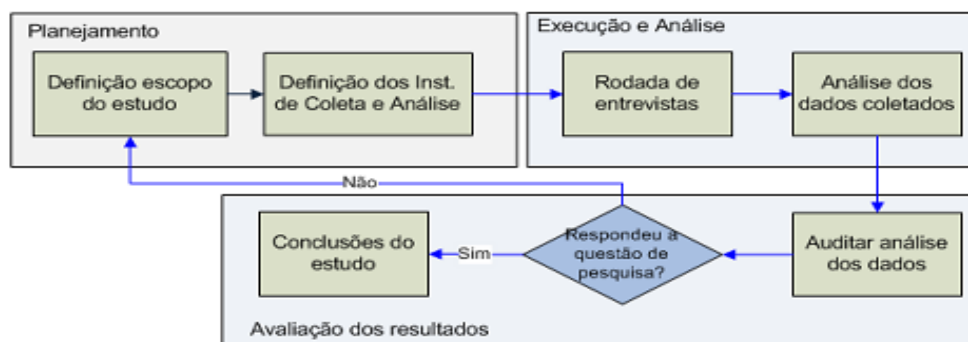 Planejamento
Definição escopo
do estudo
Definição dos Inst.
de Coleta e Análise
Execução e Análise
Rodada de
entrevistas
Análise dos
dados coletados
Não
Conclusões do
estudo
Sim
Respondeu a
questão de
pesquisa?
Auditar análise
dos dados
Avaliação dos resultados